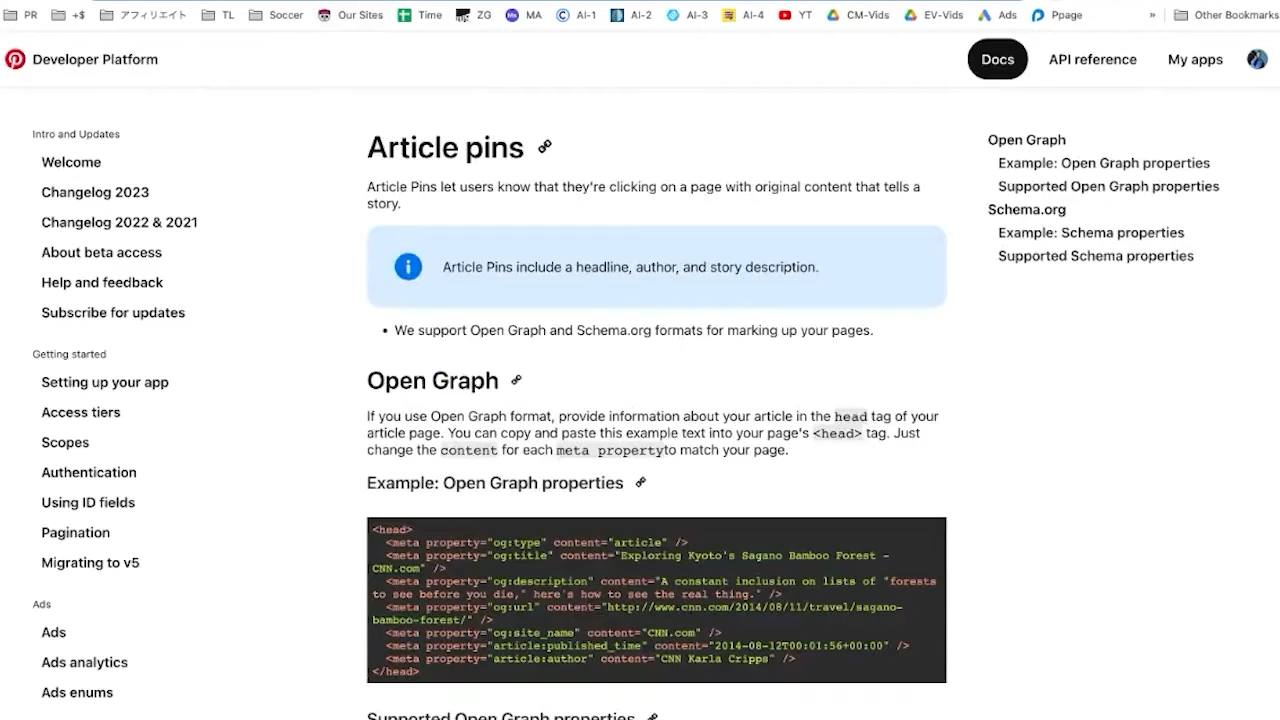 PR +$ アフィリエイト TL Soccer Our Sites Time ZG MA AI-1 AI-2 AI-3 AI-4 YT CM-Vids EV-Vids Ads Ppage » Other Bookmarks
Developer Platform
Docs API reference My apps
Intro and Updates
Welcome
Changelog 2023
Changelog 2022 & 2021
About beta access
Help and feedback
Subscribe for updates
Getting started
Setting up your app
Access tiers
Scopes
Authentication
Using ID fields
Pagination
Migrating to v5
Ads
Ads
Ads analytics
Ads enums
Article pins
Article Pins let users know that they're clicking on a page with original content that tells a
story.
Article Pins include a headline, author, and story description.
• We support Open Graph and Schema.org formats for marking up your pages.
Open Graph
If you use Open Graph format, provide information about your article in the head tag of your
article page. You can copy and paste this example text into your page's <head> tag. Just
change the content for each meta propertyto match your page.
Example: Open Graph properties
<head>
<meta property="og:type" content="article" />
<meta property="og:title" content="Exploring Kyoto's Sagano Bamboo Forest -
CNN.com" />
<meta property="og:description" content="A constant inclusion on lists of "forests
to see before you die," here's how to see the real thing." />
<meta property="og:url" content="http://www.cnn.com/2014/08/11/travel/sagano-
bamboo-forest/" />
<meta property="og:site_name" content="CNN.com" />
<meta property="article:published_time" content="2014-08-12T00:01:56+00:00" />
<meta property="article:author" content="CNN Karla Cripps" />
</head>
Supported Open Graph properties
Open Graph
Example: Open Graph properties
Supported Open Graph properties
Schema.org
Example: Schema properties
Supported Schema properties